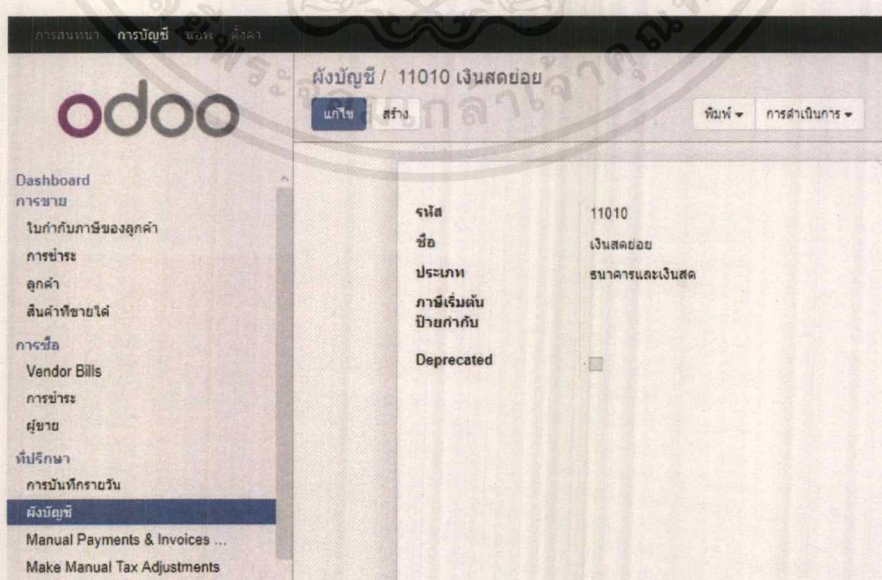 การสนทนา การบัญชี แอพ ตั้งค่า
odoo
ผังบัญชี / 11010 เงินสดย่อย
แก้ไข สร้าง
พิมพ์ การดำเนินการ
Dashboard
การขาย
ใบกำกับภาษีของลูกค้า
การชำระ
ลูกค้า
สินค้าที่ขายได้
การซื้อ
Vendor Bills
การชำระ
ผู้ขาย
ที่ปรึกษา
การบันทึกรายวัน
ผังบัญชี
Manual Payments & Invoices ...
Make Manual Tax Adjustments
รหัส 11010
ชื่อ เงินสดย่อย
ประเภท ธนาคารและเงินสด
ภาษีเริ่มต้น
ป้ายกำกับ
Deprecated